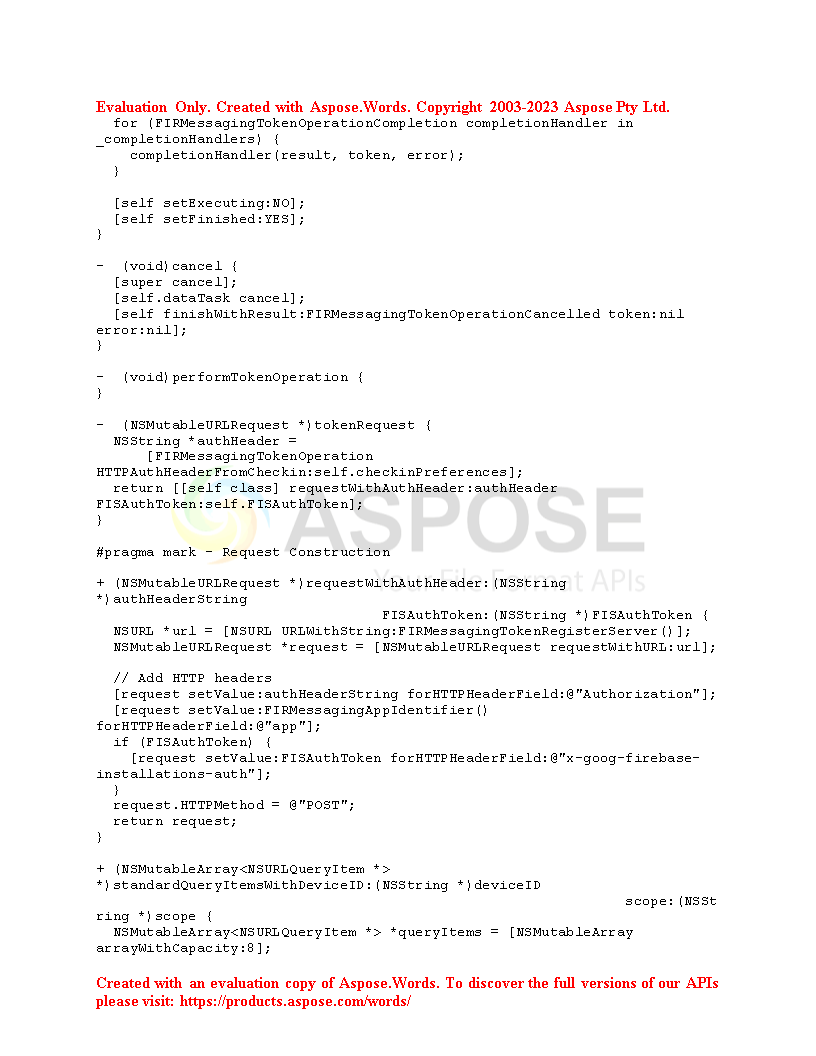 Evaluation Only. Created with Aspose.Words. Copyright 2003-2023 Aspose Pty Ltd.
  for (FIRMessagingTokenOperationCompletion completionHandler in
_completionHandlers) {
    completionHandler(result, token, error);
  }

  [self setExecuting:NO];
  [self setFinished:YES];
}

-  (void)cancel {
  [super cancel];
  [self.dataTask cancel];
  [self finishWithResult:FIRMessagingTokenOperationCancelled token:nil
error:nil];
}

-  (void)performTokenOperation {
}

-  (NSMutableURLRequest *)tokenRequest {
  NSString *authHeader =
      [FIRMessagingTokenOperation
HTTPAuthHeaderFromCheckin:self.checkinPreferences];
  return [[self class] requestWithAuthHeader:authHeader
FISAuthToken:self.FISAuthToken];
}
ASPOSE
#pragma mark - Request Construction
Your File Format APIs
+ (NSMutableURLRequest *)requestWithAuthHeader:(NSString
*)authHeaderString
                                  FISAuthToken:(NSString *)FISAuthToken {
  NSURL *url = [NSURL URLWithString:FIRMessagingTokenRegisterServer()];
  NSMutableURLRequest *request = [NSMutableURLRequest requestWithURL:url];

  // Add HTTP headers
  [request setValue:authHeaderString forHTTPHeaderField:@"Authorization"];
  [request setValue:FIRMessagingAppIdentifier()
forHTTPHeaderField:@"app"];
  if (FISAuthToken) {
    [request setValue:FISAuthToken forHTTPHeaderField:@"x-goog-firebase-
installations-auth"];
  }
  request.HTTPMethod = @"POST";
  return request;
}

+ (NSMutableArray<NSURLQueryItem *>
*)standardQueryItemsWithDeviceID:(NSString *)deviceID
                                                               scope:(NSSt
ring *)scope {
  NSMutableArray<NSURLQueryItem *> *queryItems = [NSMutableArray
arrayWithCapacity:8];

Created with an evaluation copy of Aspose.Words. To discover the full versions of our APIs
please visit: https://products.aspose.com/words/